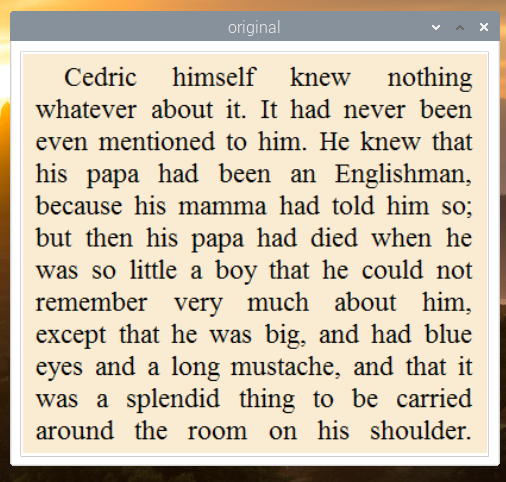 original
Cedric himself knew nothing
whatever about it. It had never been
even mentioned to him. He knew that
his papa had been an Englishman,
because his mamma had told him so;
but then his papa had died when he
was so little a boy that he could not
remember very much about him,
except that he was big, and had blue
eyes and a long mustache, and that it
was a splendid thing to be carried
around the room on his shoulder.